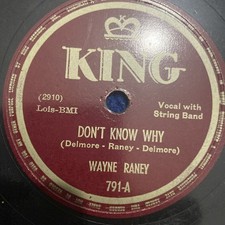 KING
(2910)
Lois-BMI
Vocal with
String Band
DON'T KNOW WHY
(Delmore - Raney - Delmore)
WAYNE RANEY
791-A